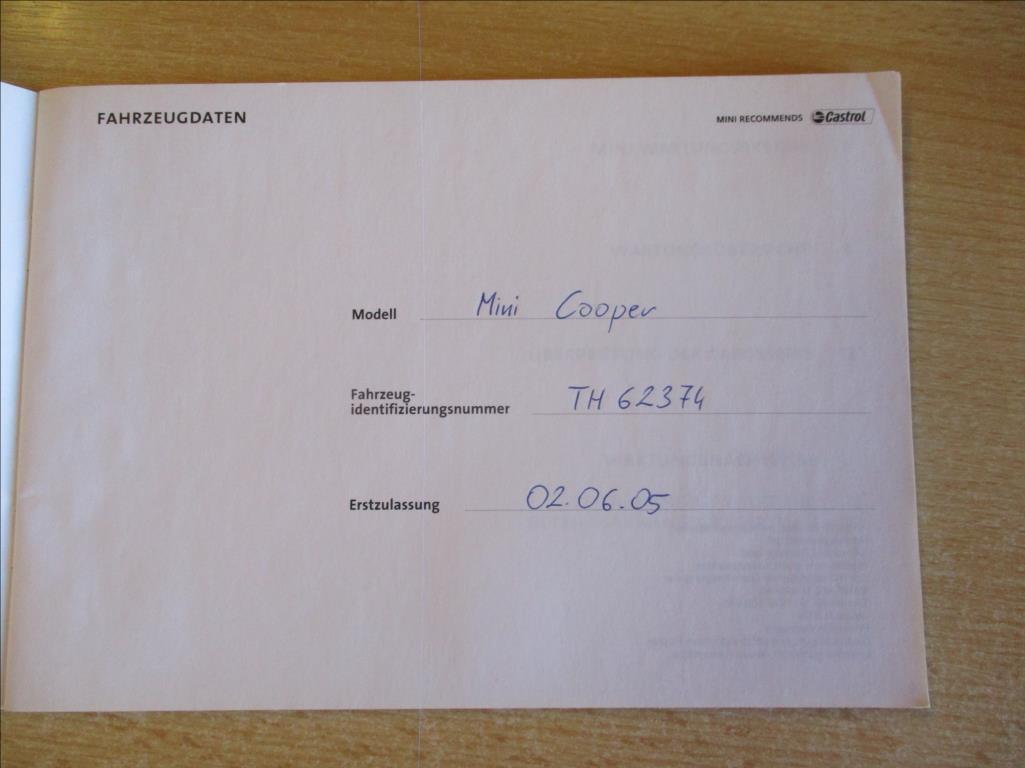 FAHRZEUGDATEN
MINI RECOMMENDS Castrol
Modell Mini Cooper
Fahrzeug-
identifizierungsnummer TH 62374
Erstzulassung 02.06.05